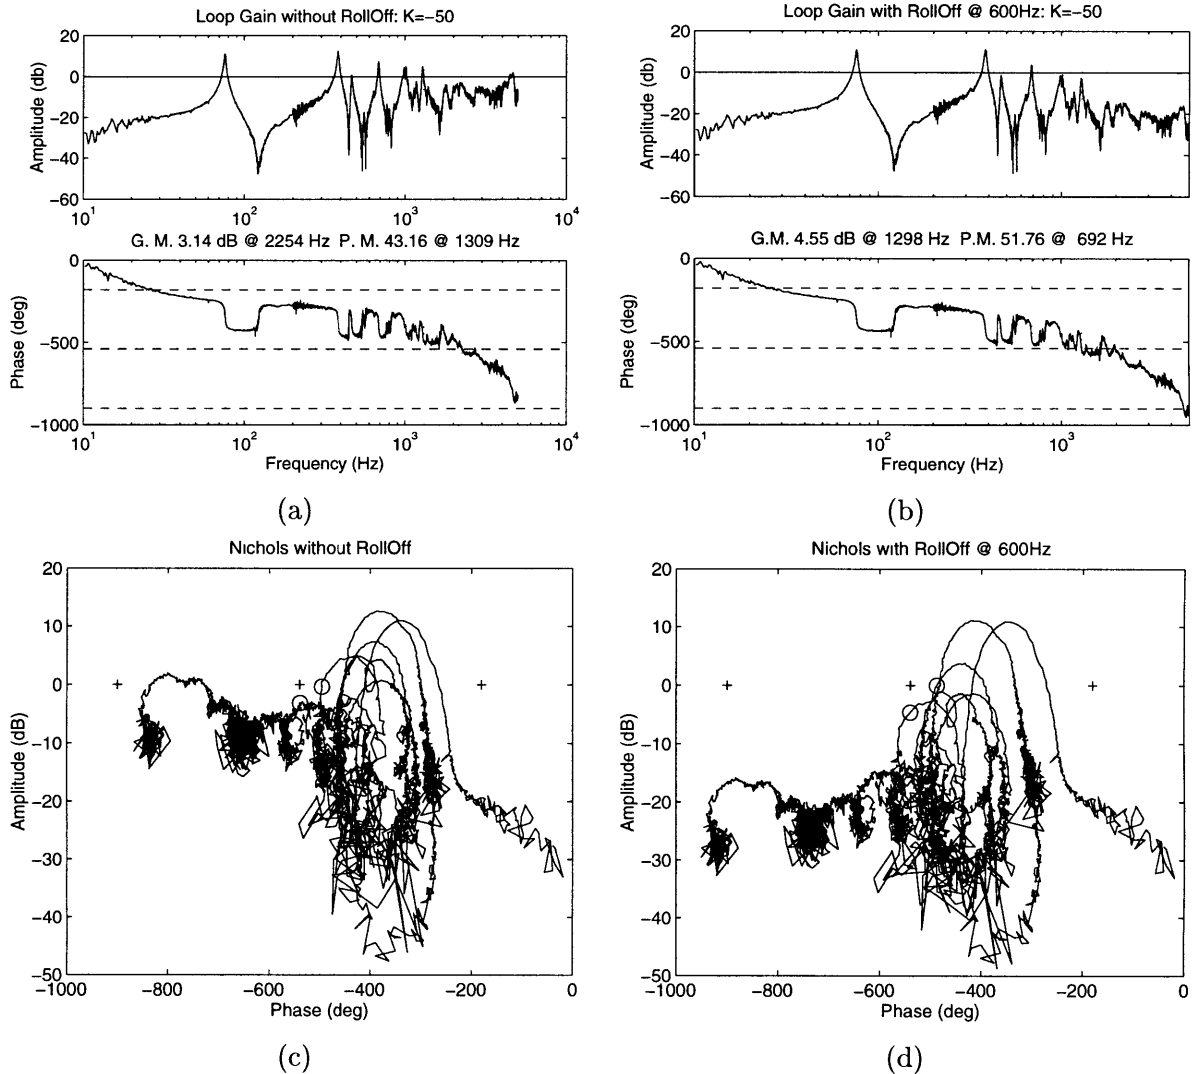 Loop Gain without RollOff: K=−50
20
0
−20
−40
−60
Amplitude (db)
10^1
10^2
10^3
10^4
G. M. 3.14 dB @ 2254 Hz P. M. 43.16 @ 1309 Hz
0
−500
−1000
Phase (deg)
10^1
10^2
10^3
10^4
Frequency (Hz)
(a)
Loop Gain with RollOff @ 600Hz: K=−50
20
0
−20
−40
−60
Amplitude (db)
10^1
10^2
10^3
G.M. 4.55 dB @ 1298 Hz P.M. 51.76 @ 692 Hz
0
−500
−1000
Phase (deg)
10^1
10^2
10^3
Frequency (Hz)
(b)
Nichols without RollOff
20
10
0
−10
−20
−30
−40
−50
Amplitude (dB)
−1000
−800
−600
−400
−200
0
Phase (deg)
(c)
Nichols with RollOff @ 600Hz
20
10
0
−10
−20
−30
−40
−50
Amplitude (dB)
−1000
−800
−600
−400
−200
0
Phase (deg)
(d)